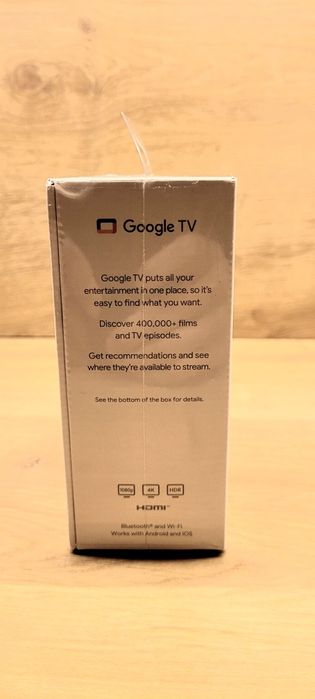 Google TV
Google TV puts all your
entertainment in one place, so it's
easy to find what you want.
Discover 400,000+ films
and TV episodes.
Get recommendations and see
where they're available to stream.
See the bottom of the box for details.
1080p 4K HDR
HDMI™
Bluetooth® and Wi-Fi
Works with Android and iOS